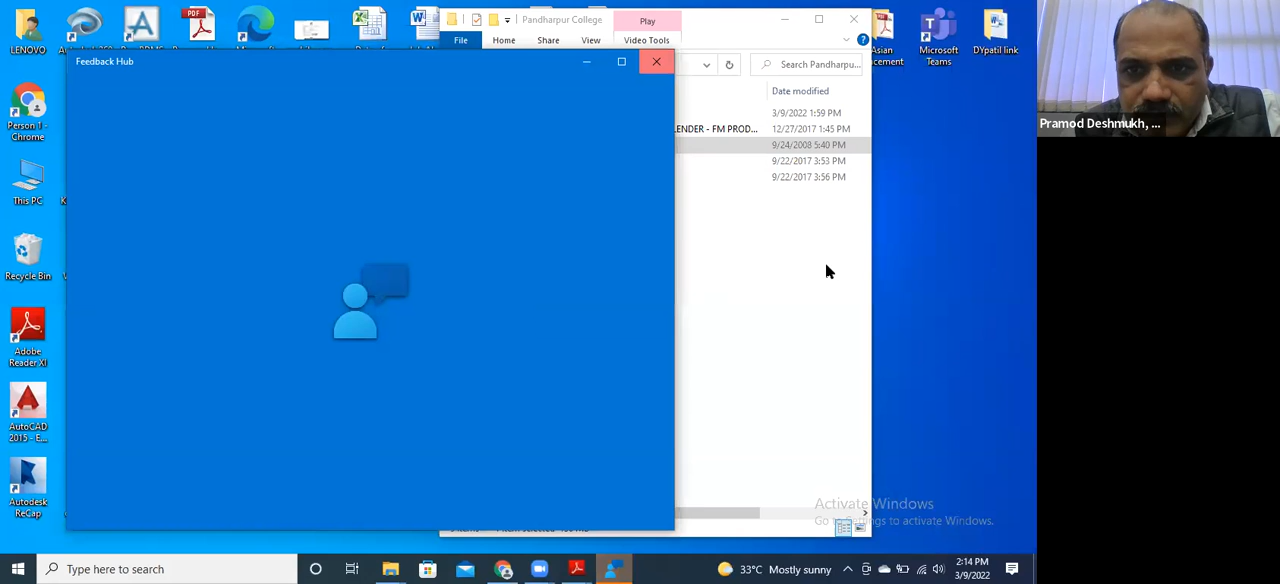 Pandharpur College
Play
File
Home
Share
View
Video Tools
Feedback Hub
Search Pandharpu...
Date modified
3/9/2022 1:59 PM
LENDER - FM PROD...
12/27/2017 1:45 PM
9/24/2008 5:40 PM
9/22/2017 3:53 PM
9/22/2017 3:56 PM
LENOVO
PDF
Asian
Microsoft
Teams
DYpatil link
Person 1 -
Chrome
This PC
Recycle Bin
Adobe
Reader XI
AutoCAD
2015 - E...
Autodesk
ReCap
Pramod Deshmukh, ...
Activate Windows
Go to Settings to activate Windows.
Type here to search
33°C Mostly sunny
2:14 PM
3/9/2022